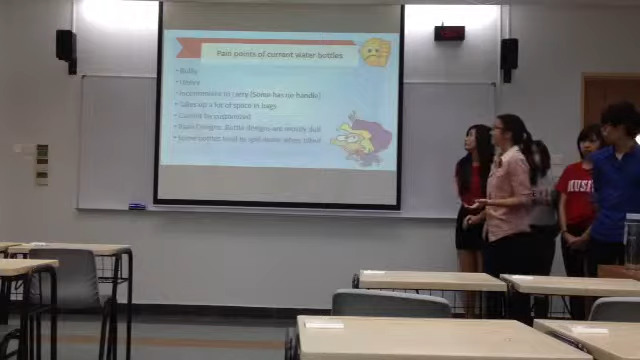 Pain points of current water bottles
• Bulky
• Heavy
• Inconvenient to carry (Some has no handle)
• Takes up a lot of space in bags
• Cannot be customized
• Plain Designs. Bottle designs are mostly dull
• Some bottles tend to spill water when tilted
MUSIC